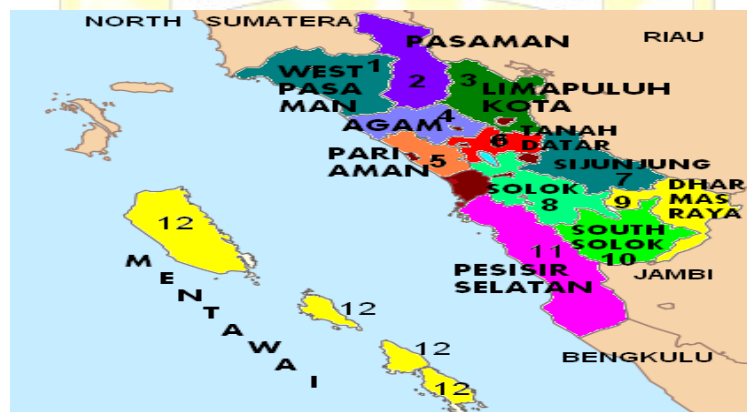 NORTH SUMATERA
RIAU
PASAMAN
WEST 1
PASA
MAN
2
3
LIMAPULUH
KOTA
4
AGAM
TANAH
DATAR
6
PARI
AMAN
5
SIJUNJUNG
7
DHAR
MAS
RAYA
9
SOLOK
8
SOUTH
SOLOK
10
11
PESISIR
SELATAN
JAMBI
BENGKULU
12
12
12
12
MENTAWAI